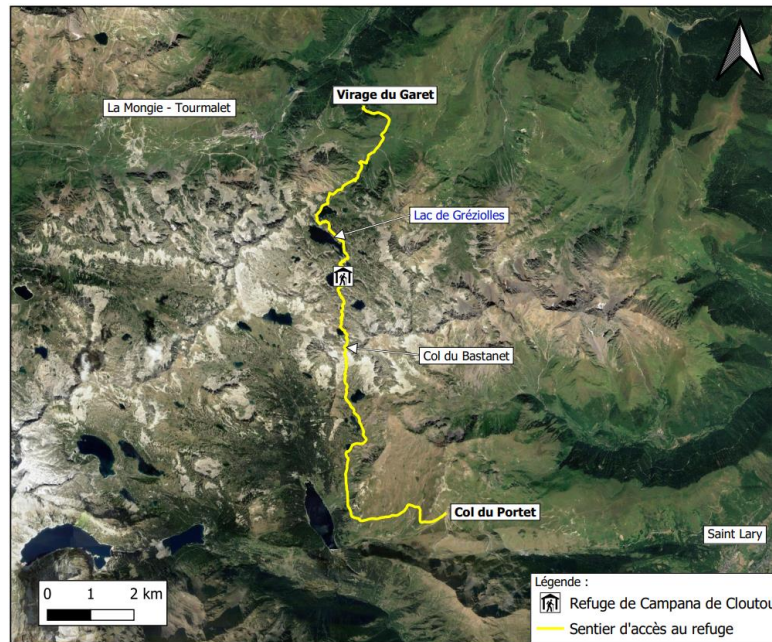 Virage du Garet
La Mongie - Tourmalet
Lac de Gréziolles
Col du Bastanet
Col du Portet
Saint Lary
0 1 2 km
Légende :
Refuge de Campana de Cloutou
Sentier d'accès au refuge